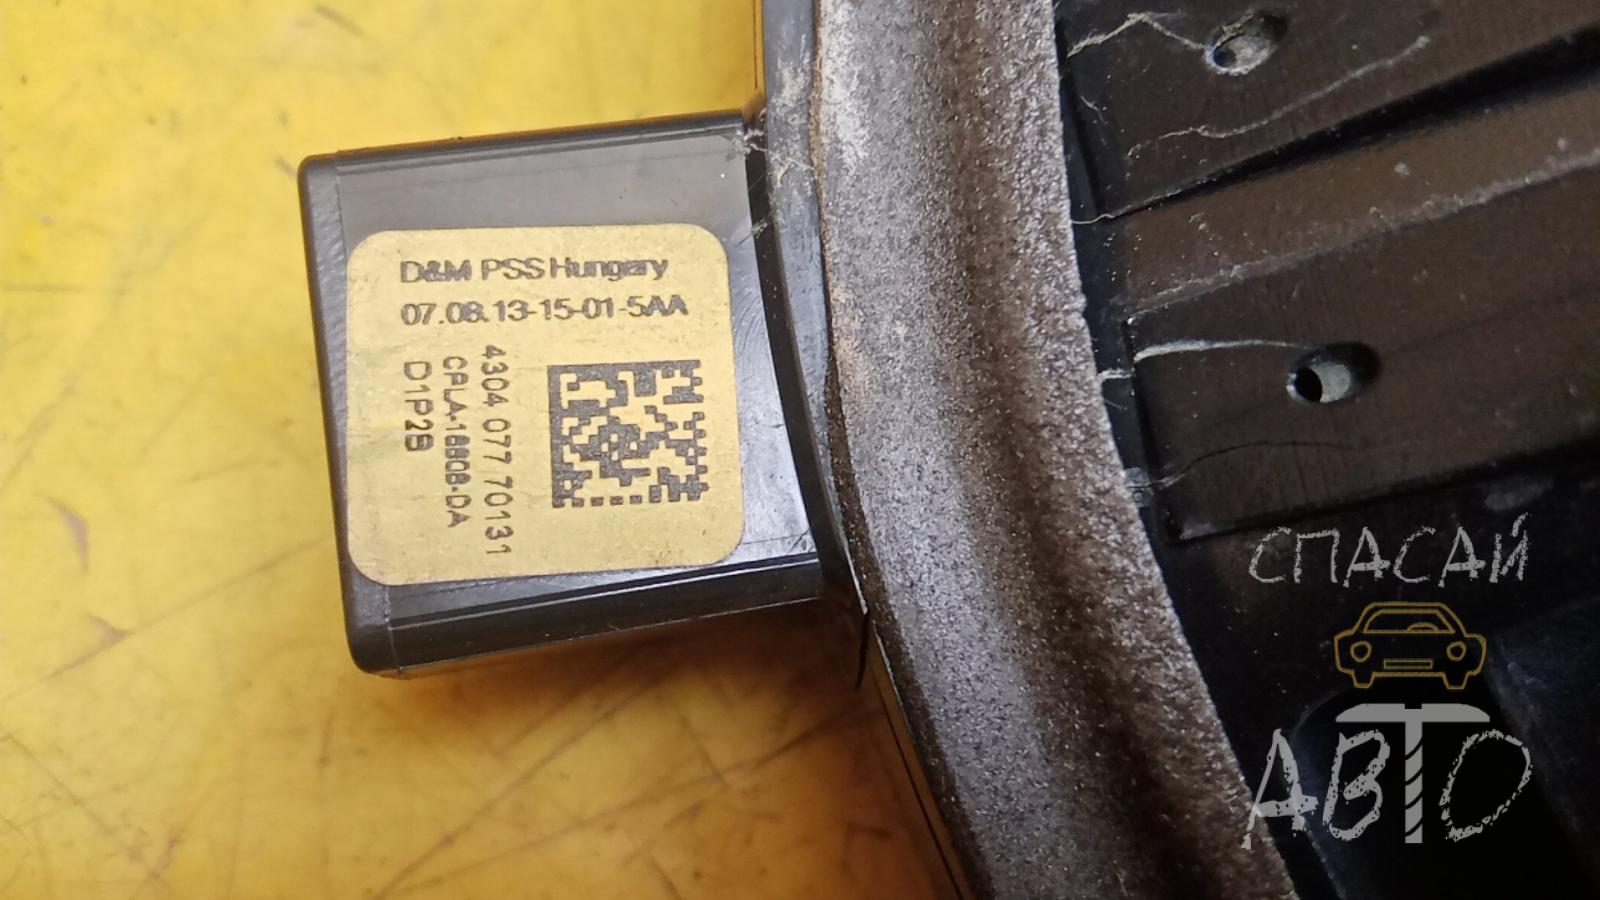 D&M PSS Hungary
07.08.13-15-01-5AA
4304 077 70131
CPLA-18808-DA
D1P2B
СПАСАЙ
АВТО